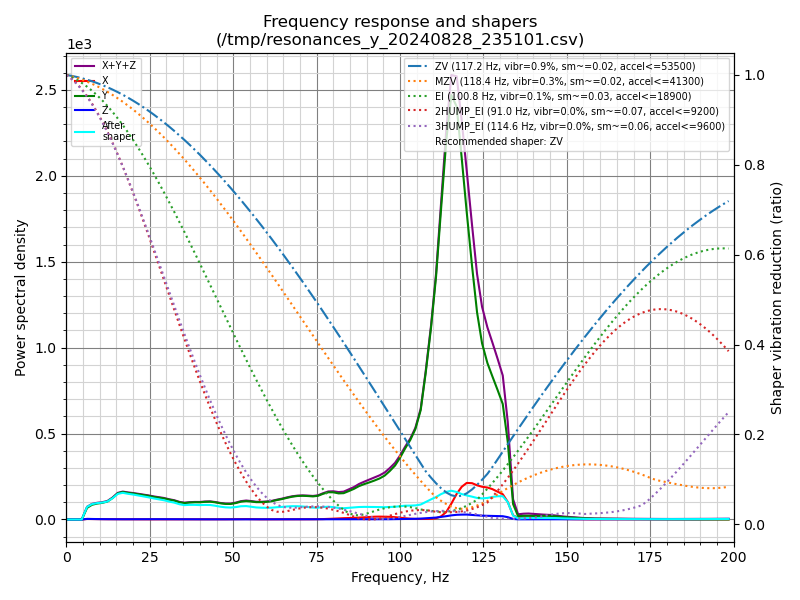 Frequency response and shapers
(/tmp/resonances_y_20240828_235101.csv)
1e3
X+Y+Z
X
Y
Z
After
shaper
ZV (117.2 Hz, vibr=0.9%, sm~=0.02, accel<=53500)
MZV (118.4 Hz, vibr=0.3%, sm~=0.02, accel<=41300)
EI (100.8 Hz, vibr=0.1%, sm~=0.03, accel<=18900)
2HUMP_EI (91.0 Hz, vibr=0.0%, sm~=0.07, accel<=9200)
3HUMP_EI (114.6 Hz, vibr=0.0%, sm~=0.06, accel<=9600)
Recommended shaper: ZV
2.5
2.0
1.5
1.0
0.5
0.0
Power spectral density
1.0
0.8
0.6
0.4
0.2
0.0
Shaper vibration reduction (ratio)
0 25 50 75 100 125 150 175 200
Frequency, Hz